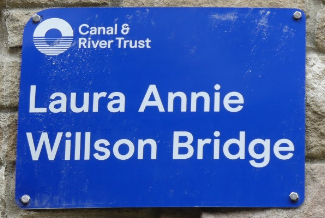 Canal &
River Trust
Laura Annie
Willson Bridge